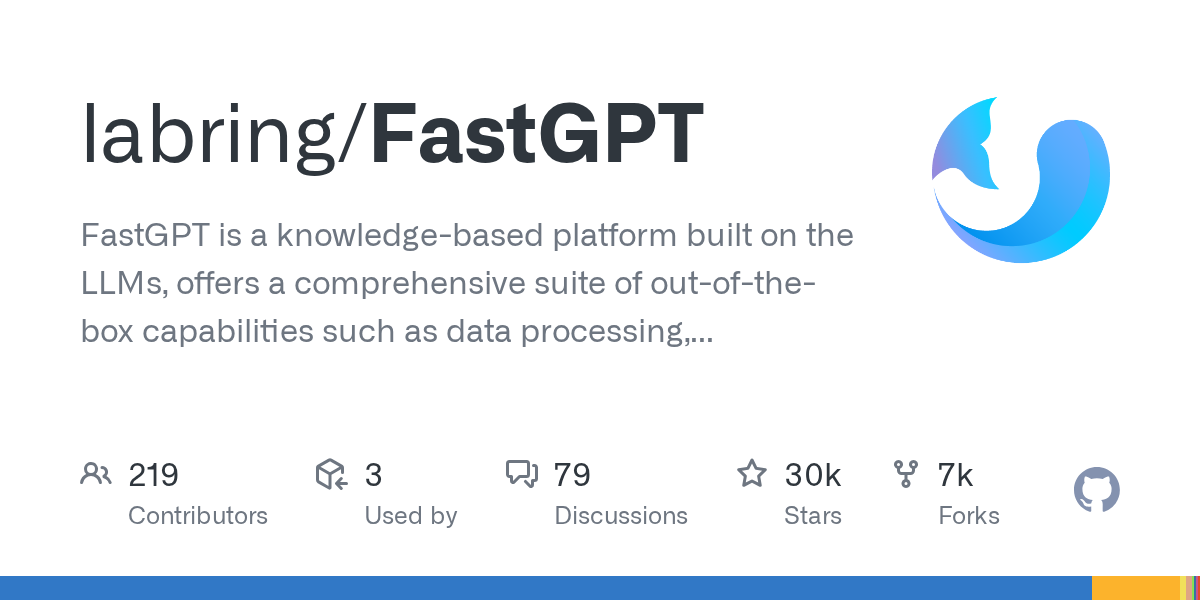 labring/FastGPT
FastGPT is a knowledge-based platform built on the
LLMs, offers a comprehensive suite of out-of-the-
box capabilities such as data processing,...
219 3 79 30k 7k
Contributors Used by Discussions Stars Forks